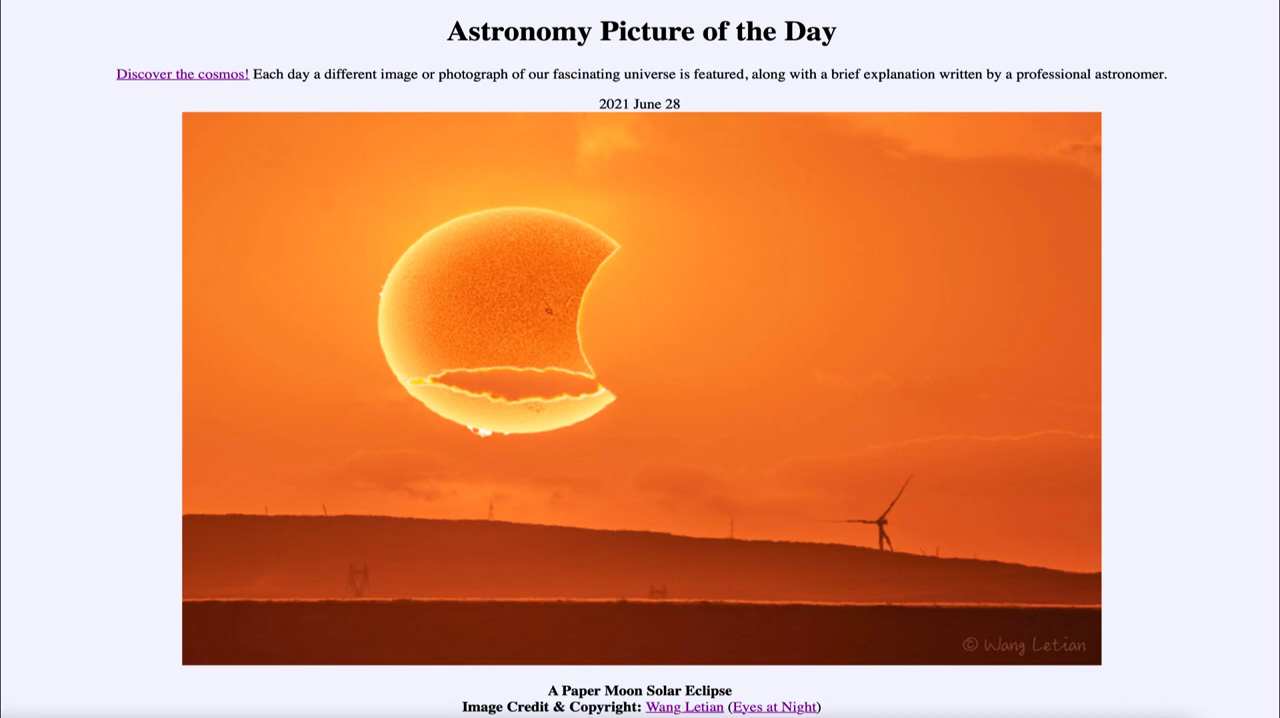 Astronomy Picture of the Day
Discover the cosmos! Each day a different image or photograph of our fascinating universe is featured, along with a brief explanation written by a professional astronomer.
2021 June 28
© Wang Letian
A Paper Moon Solar Eclipse
Image Credit & Copyright: Wang Letian (Eyes at Night)